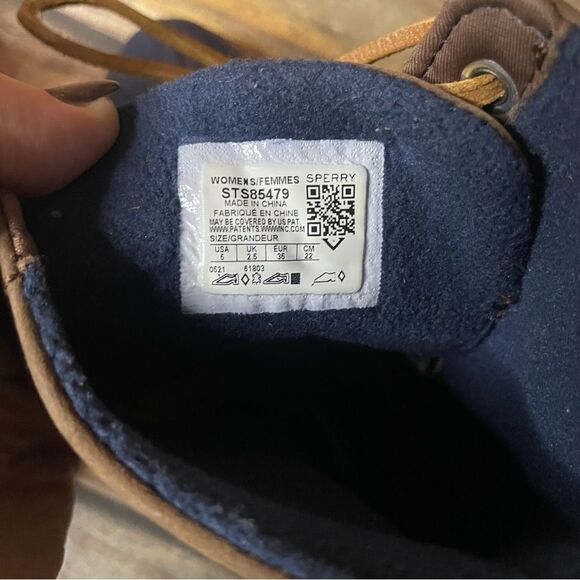 WOMENS/FEMMES SPERRY
STS85479
MADE IN CHINA
FABRIQUÉ EN CHINE
MAY BE COVERED BY US PAT.
WWW.PATENTS.WWWINC.COM
SIZE/GRANDEUR
USA UK EUR CM
5 2.5 35 22
0521 61803